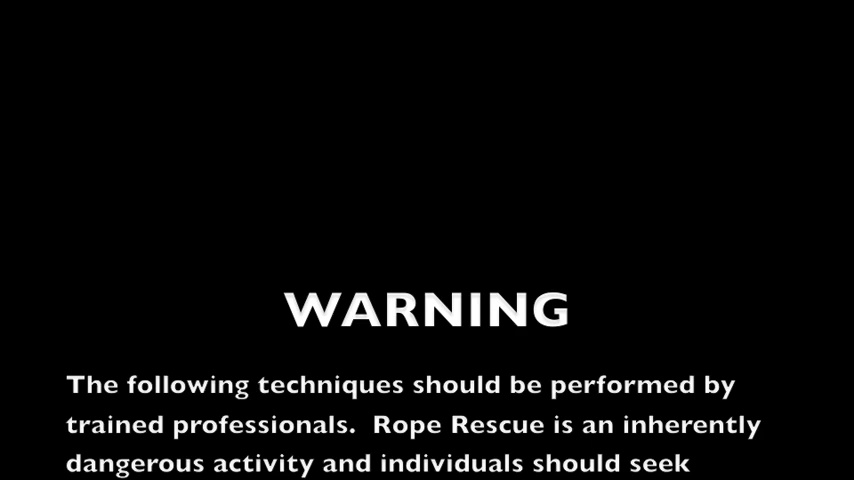 WARNING
The following techniques should be performed by
trained professionals.  Rope Rescue is an inherently
dangerous activity and individuals should seek